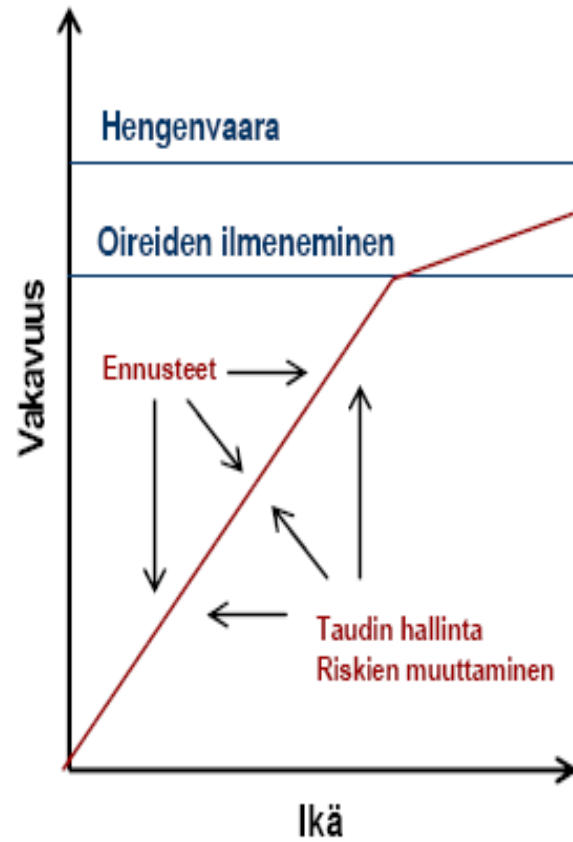 Hengenvaara
Oireiden ilmeneminen
Vakavuus
Ennusteet
Taudin hallinta
Riskien muuttaminen
Ikä